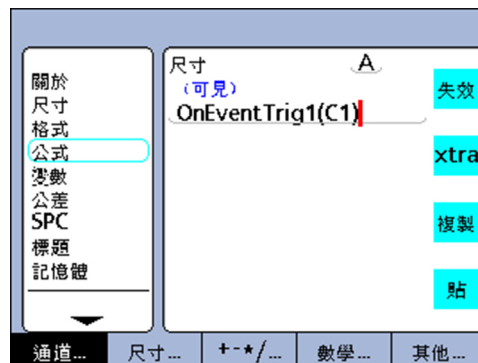 關於
尺寸
格式
公式
變數
公差
SPC
標題
記憶體
尺寸
A
(可見)
OnEventTrig1(C1)
失效
xtra
複製
貼
通道...
尺寸...
+-*/...
數學...
其他...